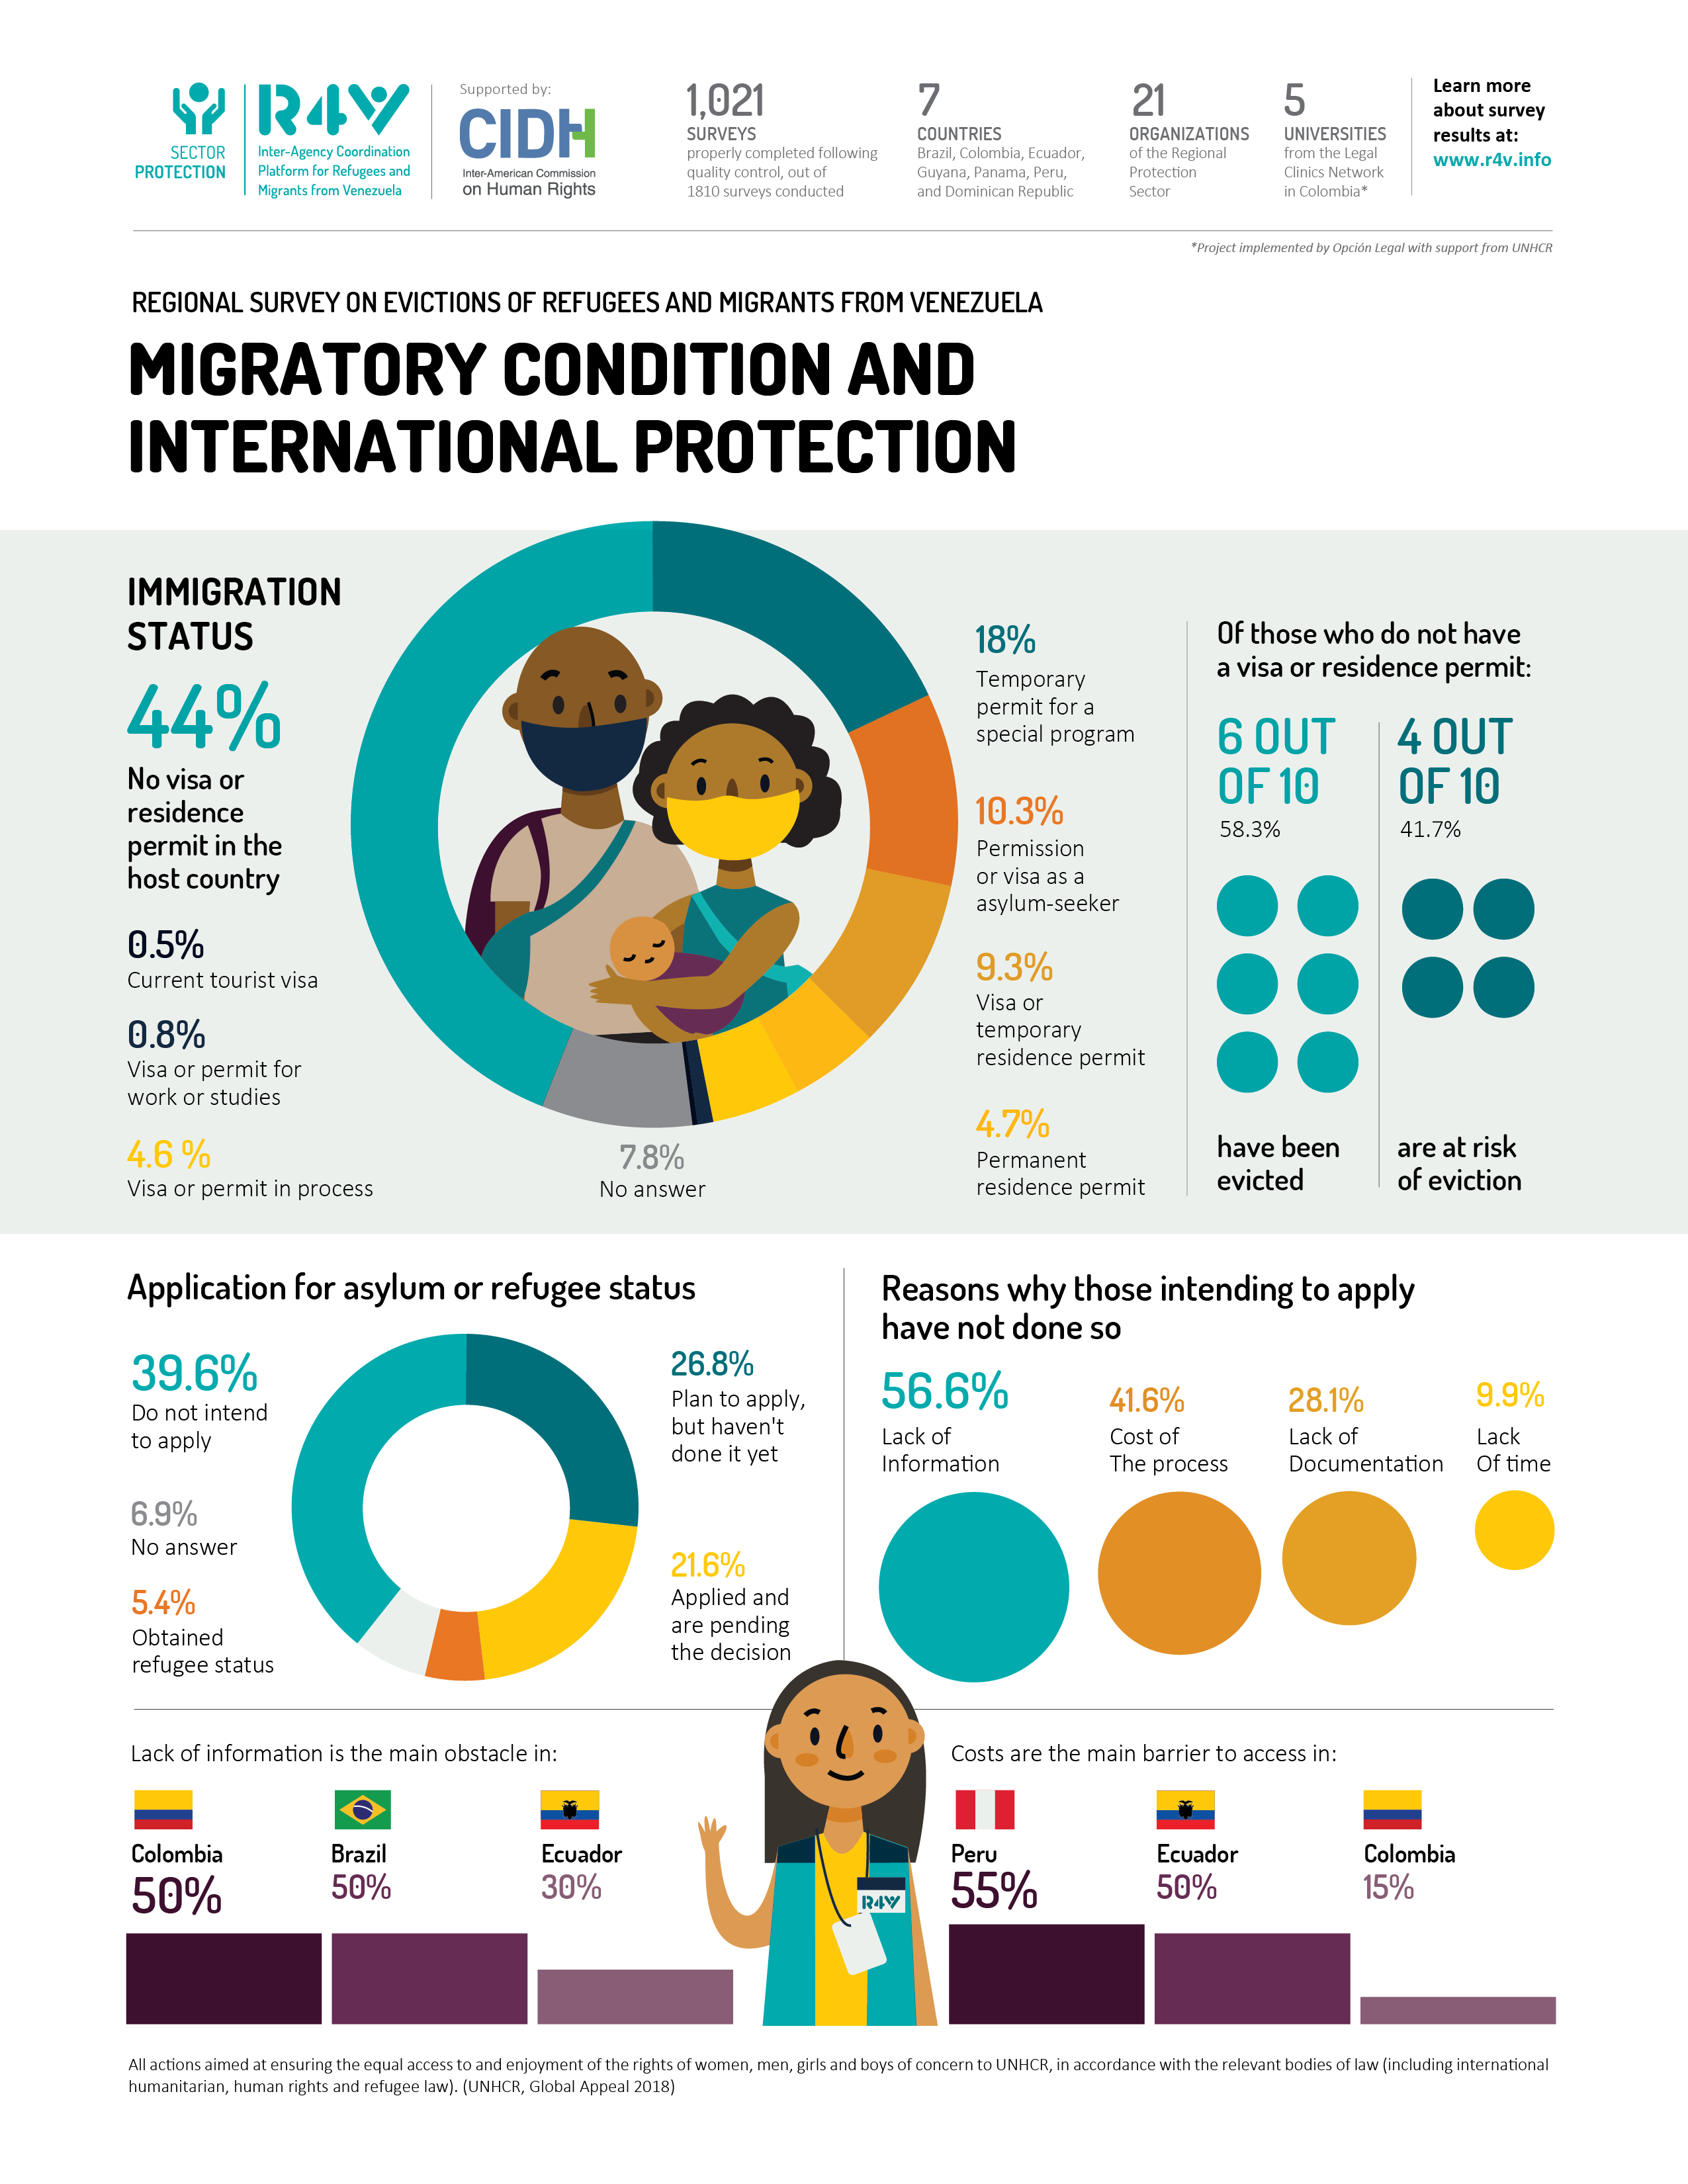 SECTOR
PROTECTION
R4V
Inter-Agency Coordination
Platform for Refugees and
Migrants from Venezuela
Supported by:
CIDH
Inter-American Commission
on Human Rights
1,021
SURVEYS
properly completed following
quality control, out of
1810 surveys conducted
7
COUNTRIES
Brazil, Colombia, Ecuador,
Guyana, Panama, Peru,
and Dominican Republic
21
ORGANIZATIONS
of the Regional
Protection
Sector
5
UNIVERSITIES
from the Legal
Clinics Network
in Colombia*
Learn more
about survey
results at:
www.r4v.info
*Project implemented by Opción Legal with support from UNHCR
REGIONAL SURVEY ON EVICTIONS OF REFUGEES AND MIGRANTS FROM VENEZUELA
MIGRATORY CONDITION AND
INTERNATIONAL PROTECTION
IMMIGRATION
STATUS
44%
No visa or
residence
permit in the
host country
0.5%
Current tourist visa
0.8%
Visa or permit for
work or studies
4.6 %
Visa or permit in process
7.8%
No answer
18%
Temporary
permit for a
special program
10.3%
Permission
or visa as a
asylum-seeker
9.3%
Visa or
temporary
residence permit
4.7%
Permanent
residence permit
Of those who do not have
a visa or residence permit:
6 OUT
OF 10
58.3%
have been
evicted
4 OUT
OF 10
41.7%
are at risk
of eviction
Application for asylum or refugee status
39.6%
Do not intend
to apply
6.9%
No answer
5.4%
Obtained
refugee status
26.8%
Plan to apply,
but haven't
done it yet
21.6%
Applied and
are pending
the decision
Reasons why those intending to apply
have not done so
56.6%
Lack of
Information
41.6%
Cost of
The process
28.1%
Lack of
Documentation
9.9%
Lack
Of time
Lack of information is the main obstacle in:
Colombia
50%
Brazil
50%
Ecuador
30%
R4V
Costs are the main barrier to access in:
Peru
55%
Ecuador
50%
Colombia
15%
All actions aimed at ensuring the equal access to and enjoyment of the rights of women, men, girls and boys of concern to UNHCR, in accordance with the relevant bodies of law (including international
humanitarian, human rights and refugee law). (UNHCR, Global Appeal 2018)